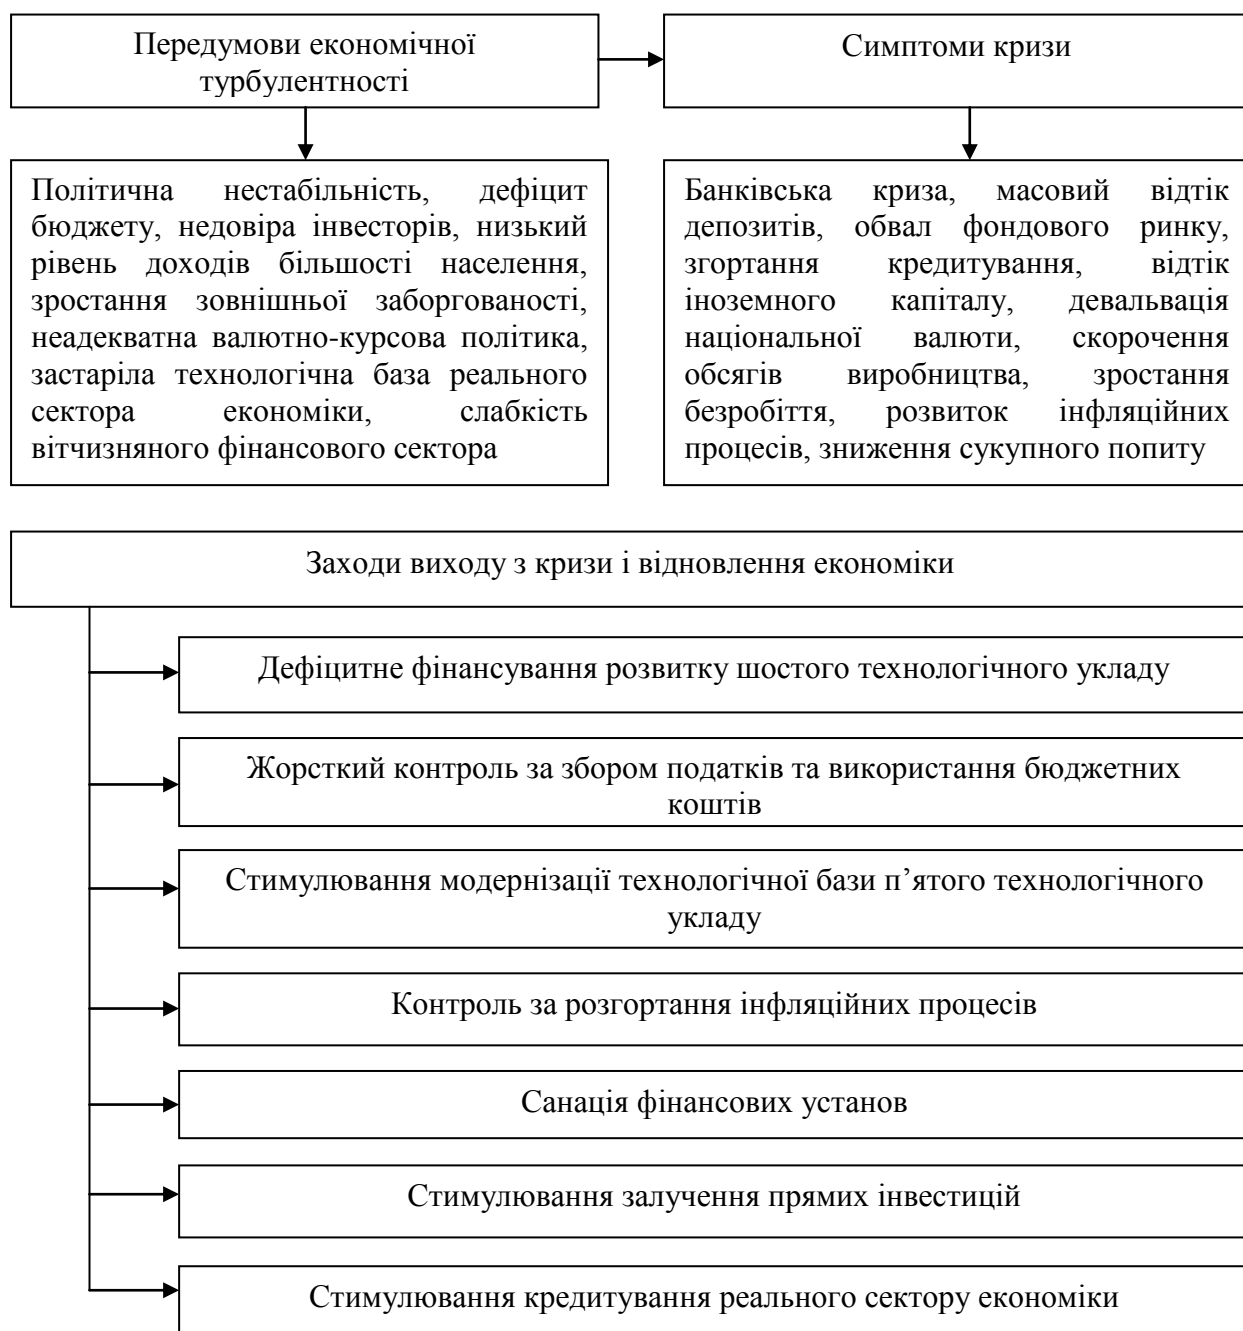 Передумови економічної
турбулентності
Симптоми кризи
Політична нестабільність, дефіцит
бюджету, недовіра інвесторів, низький
рівень доходів більшості населення,
зростання зовнішньої заборгованості,
неадекватна валютно-курсова політика,
застаріла технологічна база реального
сектора економіки, слабкість
вітчизняного фінансового сектора
Банківська криза, масовий відтік
депозитів, обвал фондового ринку,
згортання кредитування, відтік
іноземного капіталу, девальвація
національної валюти, скорочення
обсягів виробництва, зростання
безробіття, розвиток інфляційних
процесів, зниження сукупного попиту
Заходи виходу з кризи і відновлення економіки
Дефіцитне фінансування розвитку шостого технологічного укладу
Жорсткий контроль за збором податків та використання бюджетних
коштів
Стимулювання модернізації технологічної бази п’ятого технологічного
укладу
Контроль за розгортання інфляційних процесів
Санація фінансових установ
Стимулювання залучення прямих інвестицій
Стимулювання кредитування реального сектору економіки